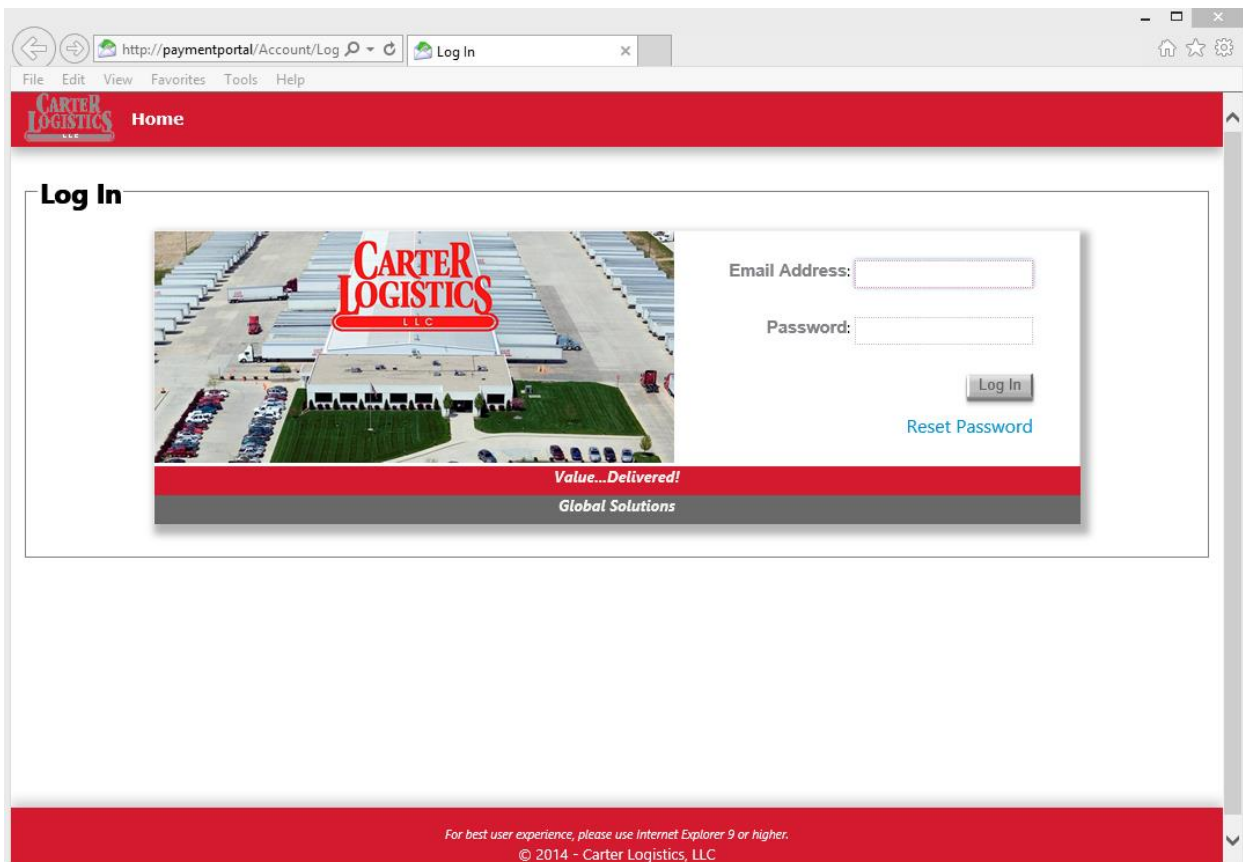 http://paymentportal/Account/Log
Log In
File Edit View Favorites Tools Help
CARTER
LOGISTICS
LLC
Home
Log In
CARTER
LOGISTICS
LLC
Email Address:
Password:
Log In
Reset Password
Value...Delivered!
Global Solutions
For best user experience, please use Internet Explorer 9 or higher.
© 2014 - Carter Logistics, LLC